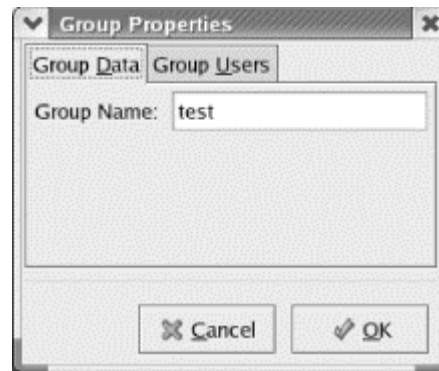 Group Properties
Group Data Group Users
Group Name: test
Cancel OK